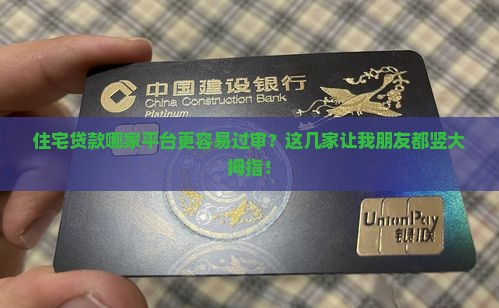 中国建设银行
China Construction Bank
Platinum
住宅贷款哪家平台更容易过审？这几家让我朋友都竖大
拇指！
UnionPay
银联